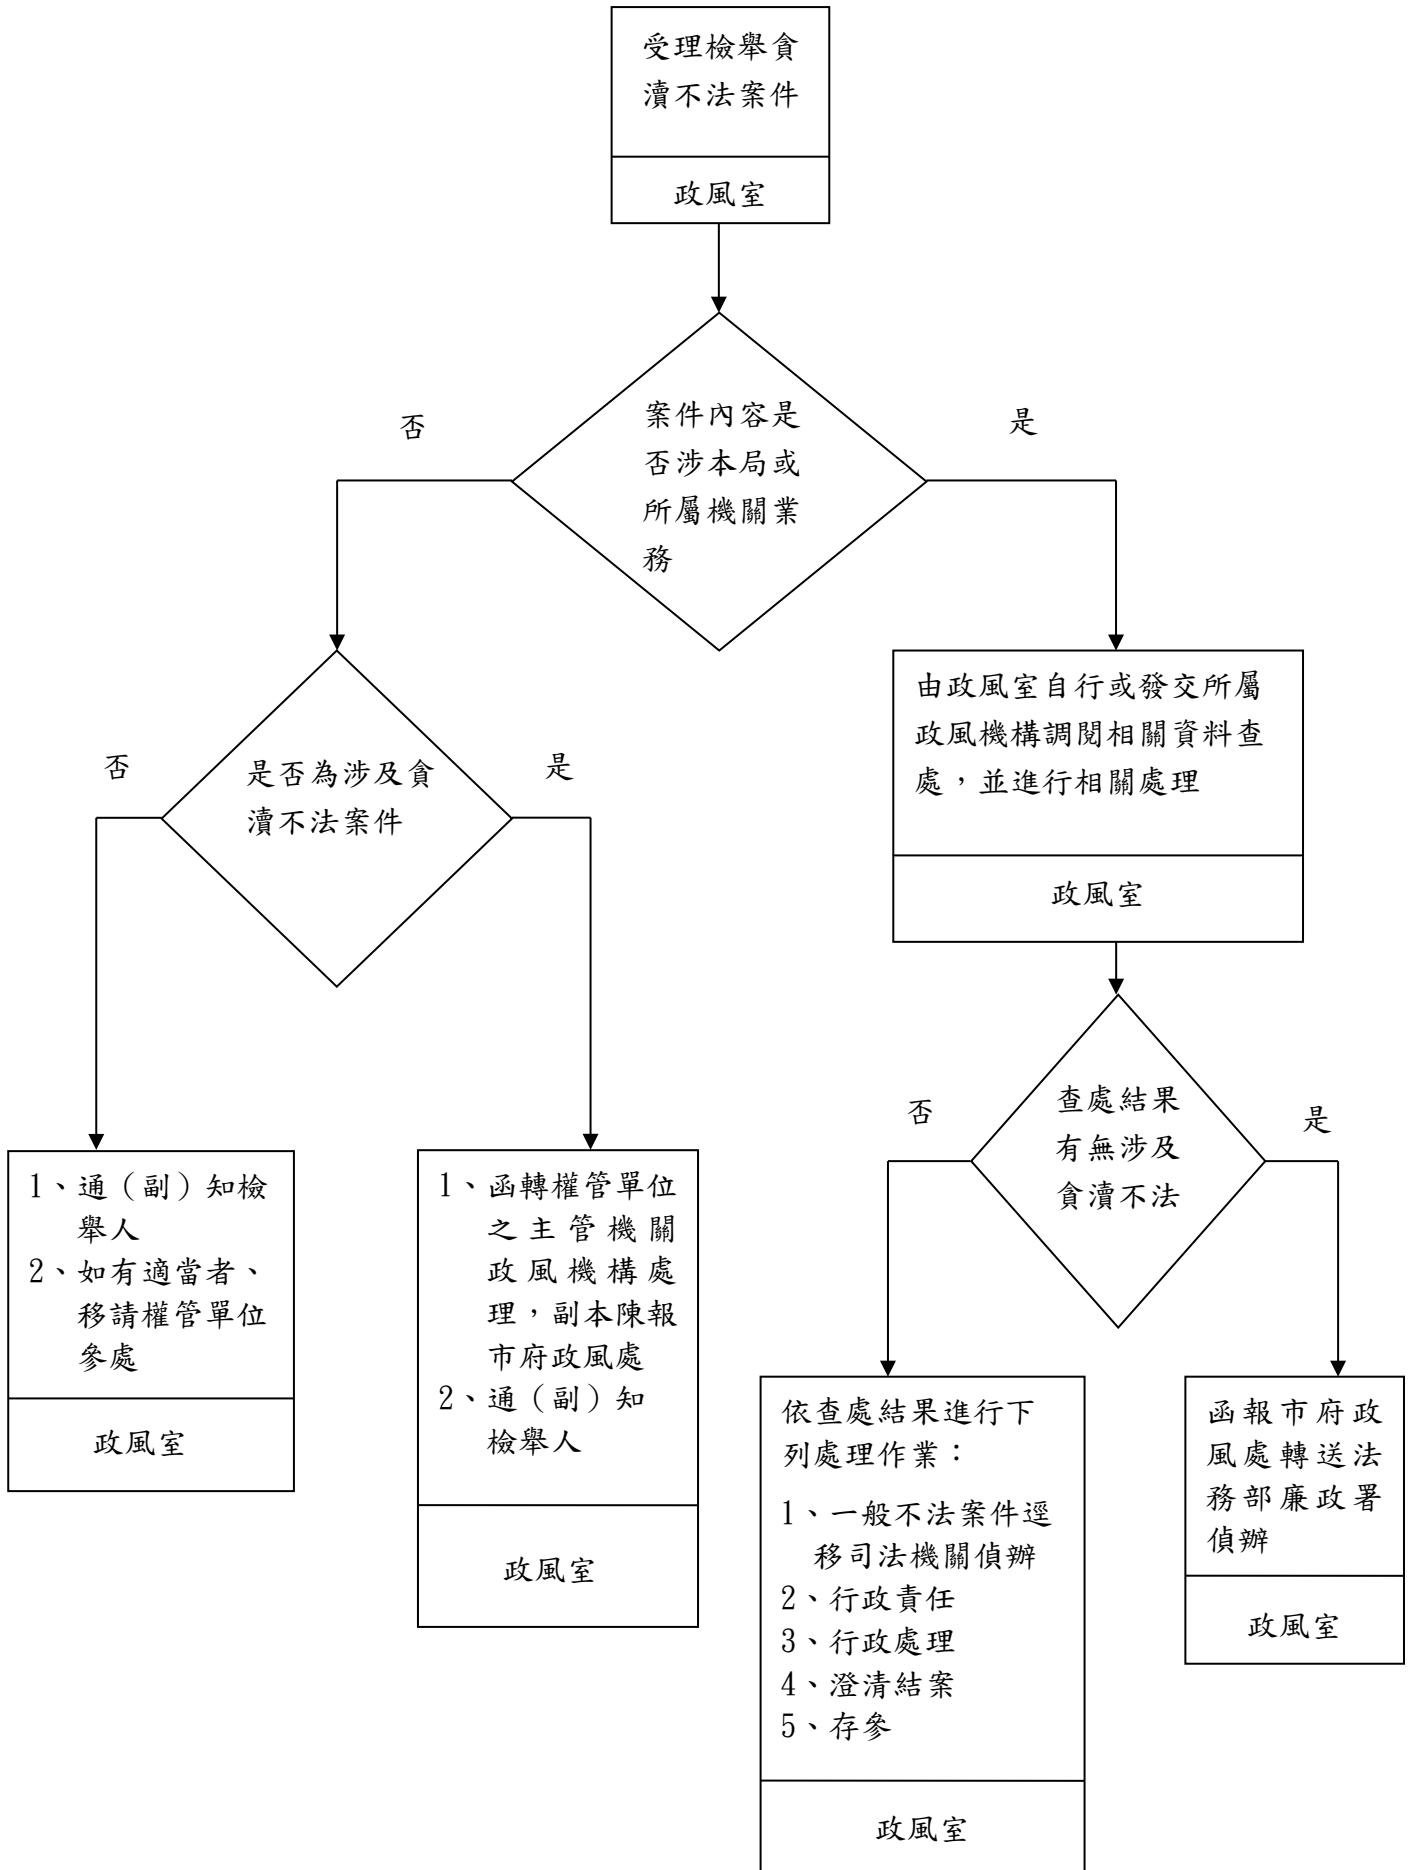 受理檢舉貪
瀆不法案件
政風室
案件內容是
否涉本局或
所屬機關業
務
否
是
是否為涉及貪
瀆不法案件
否
是
由政風室自行或發交所屬
政風機構調閱相關資料查
處，並進行相關處理
政風室
查處結果
有無涉及
貪瀆不法
否
是
1、通（副）知檢
舉人
2、如有適當者、
移請權管單位
參處
政風室
1、函轉權管單位
之主管機關
政風機構處
理，副本陳報
市府政風處
2、通（副）知
檢舉人
政風室
依查處結果進行下
列處理作業：
1、一般不法案件逕
移司法機關偵辦
2、行政責任
3、行政處理
4、澄清結案
5、存參
政風室
函報市府政
風處轉送法
務部廉政署
偵辦
政風室